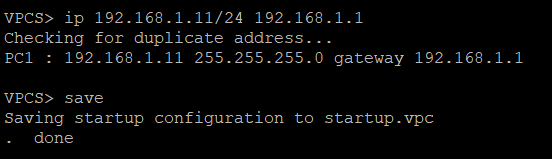 VPCS> ip 192.168.1.11/24 192.168.1.1
Checking for duplicate address...
PC1 : 192.168.1.11 255.255.255.0 gateway 192.168.1.1
VPCS> save
Saving startup configuration to startup.vpc
.  done